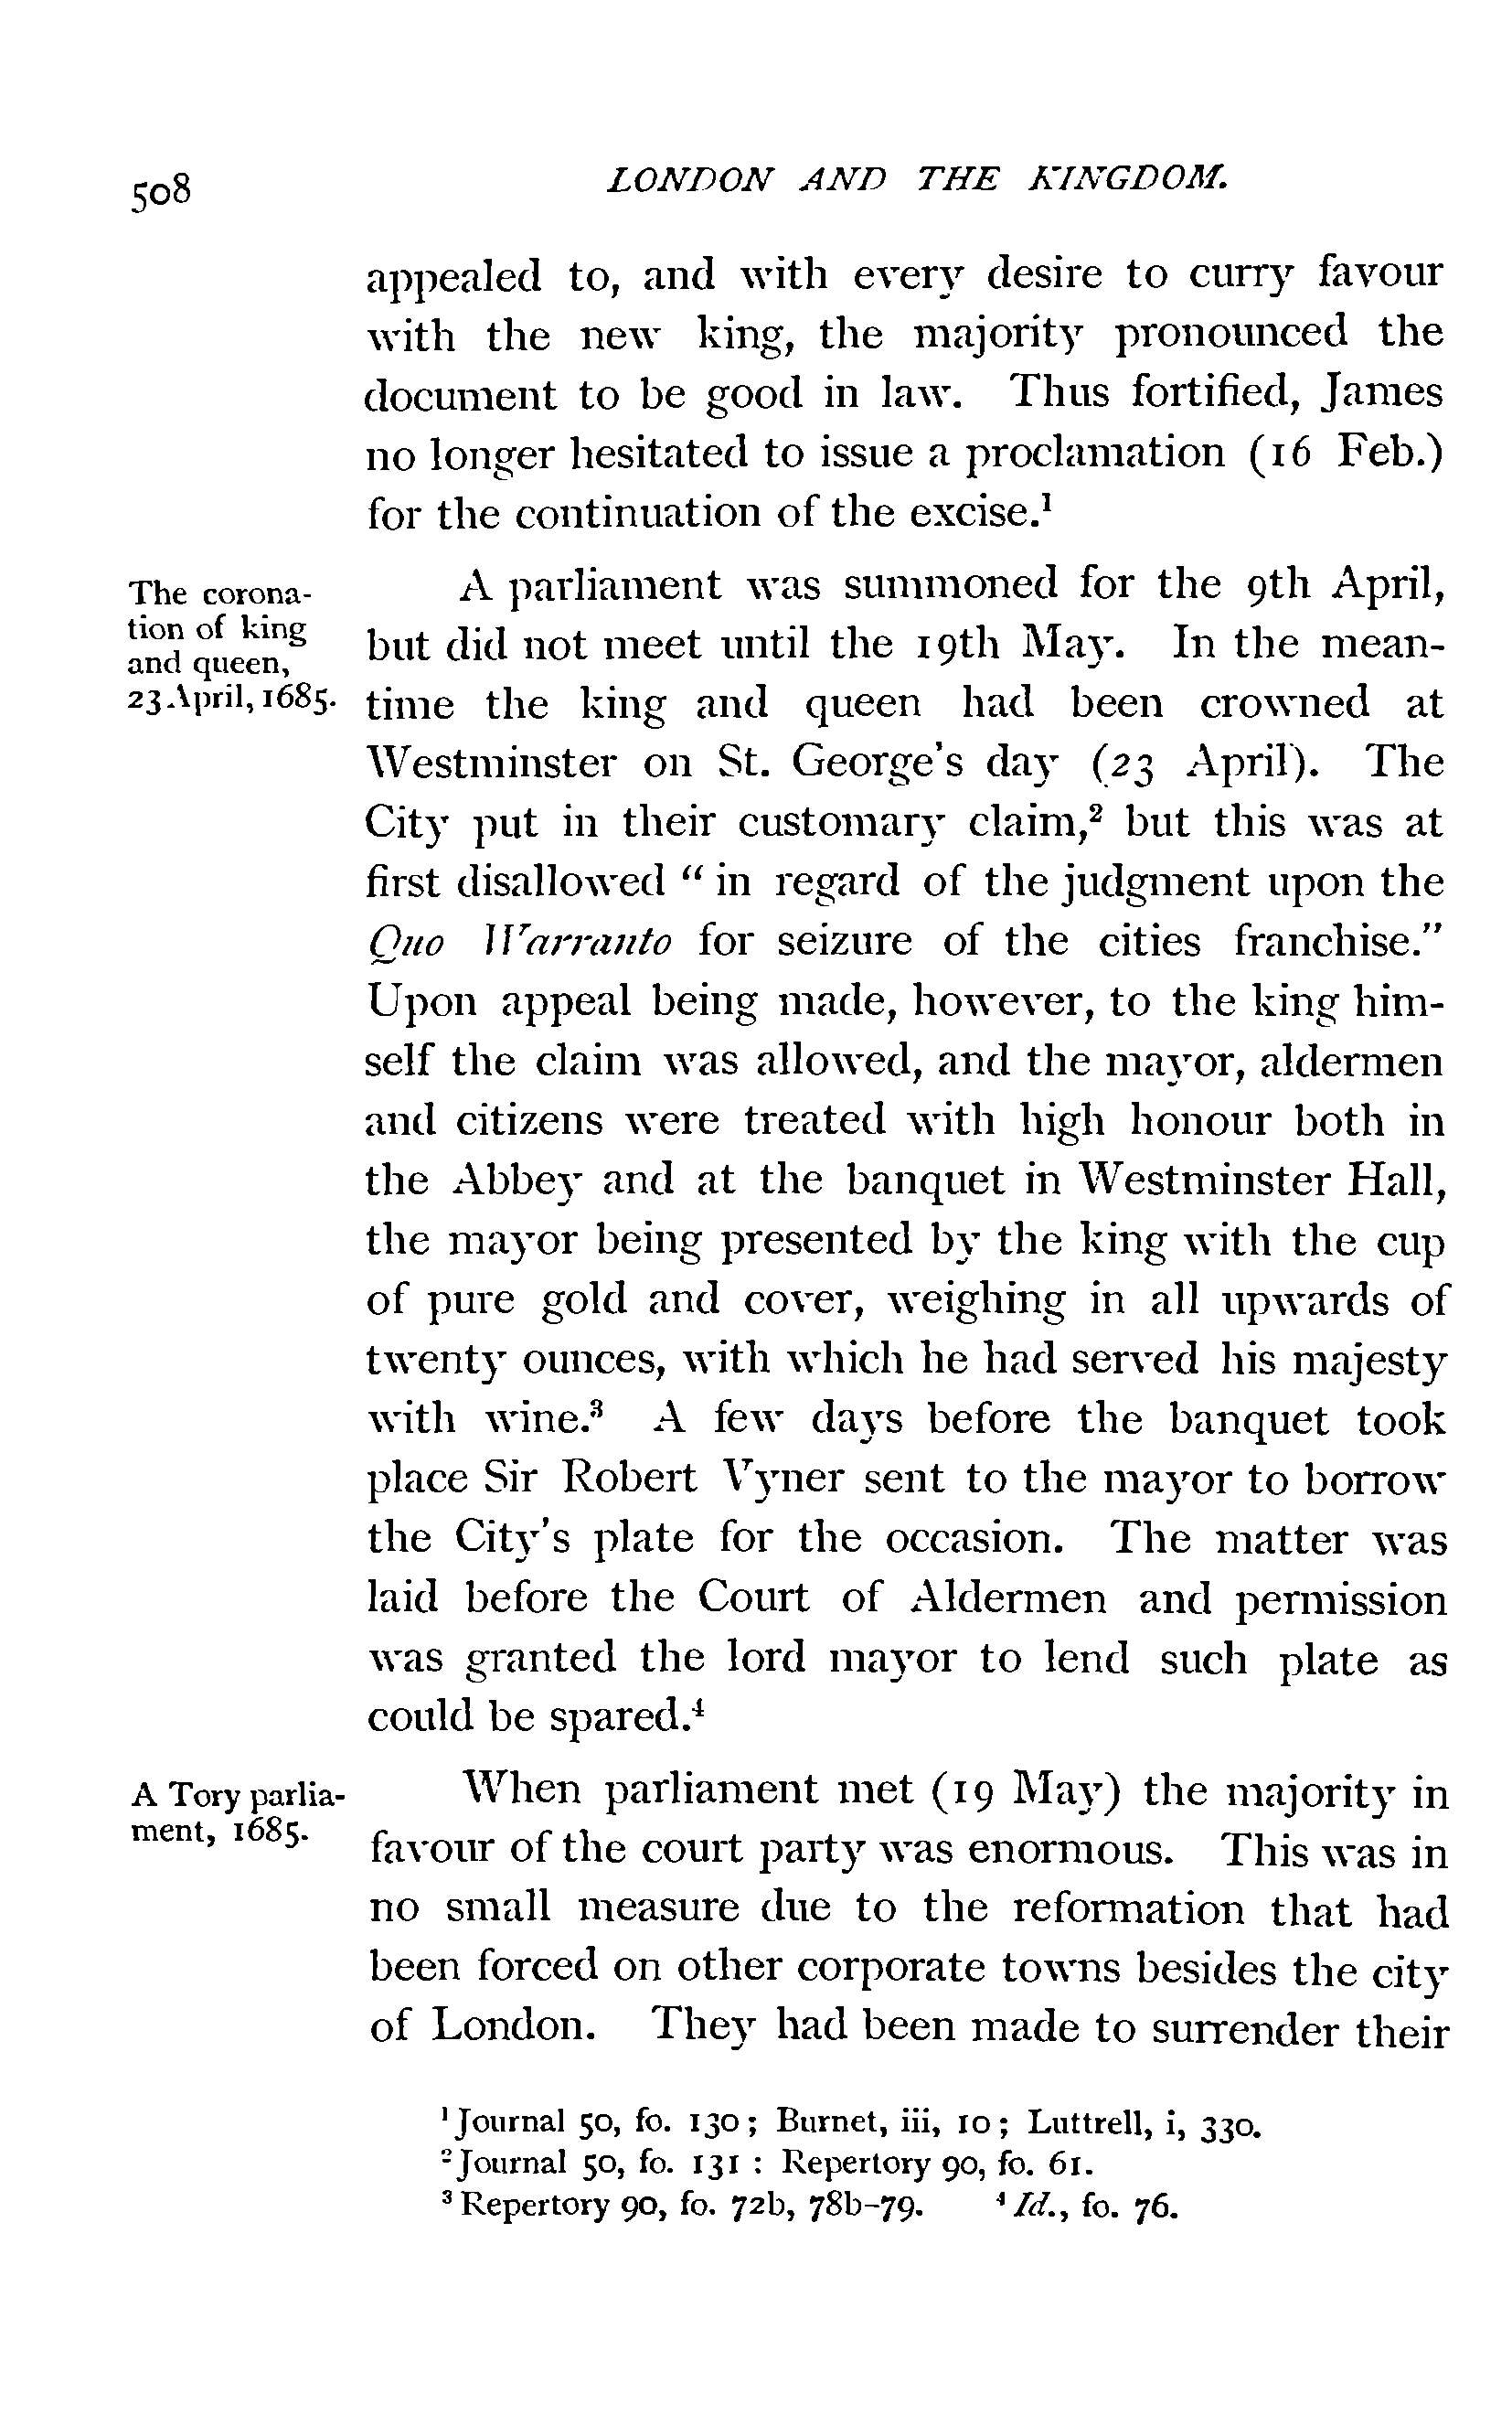 508
LONDON AND THE KINGDOM.
appealed to, and with every desire to curry favour
with the new king, the majority pronounced the
document to be good in law. Thus fortified, James
no longer hesitated to issue a proclamation (16 Feb.)
for the continuation of the excise.¹
The corona-
tion of king
and queen,
23 April, 1685.
A parliament was summoned for the 9th April,
but did not meet until the 19th May. In the mean-
time the king and queen had been crowned at
Westminster on St. George's day (23 April). The
City put in their customary claim,² but this was at
first disallowed “ in regard of the judgment upon the
Quo Warranto for seizure of the cities franchise.”
Upon appeal being made, however, to the king him-
self the claim was allowed, and the mayor, aldermen
and citizens were treated with high honour both in
the Abbey and at the banquet in Westminster Hall,
the mayor being presented by the king with the cup
of pure gold and cover, weighing in all upwards of
twenty ounces, with which he had served his majesty
with wine.³ A few days before the banquet took
place Sir Robert Vyner sent to the mayor to borrow
the City's plate for the occasion. The matter was
laid before the Court of Aldermen and permission
was granted the lord mayor to lend such plate as
could be spared.⁴
A Tory parlia-
ment, 1685.
When parliament met (19 May) the majority in
favour of the court party was enormous. This was in
no small measure due to the reformation that had
been forced on other corporate towns besides the city
of London. They had been made to surrender their
¹ Journal 50, fo. 130; Burnet, iii, 10; Luttrell, i, 330.
² Journal 50, fo. 131 : Repertory 90, fo. 61.
³ Repertory 90, fo. 72b, 78b-79. ⁴ Id., fo. 76.